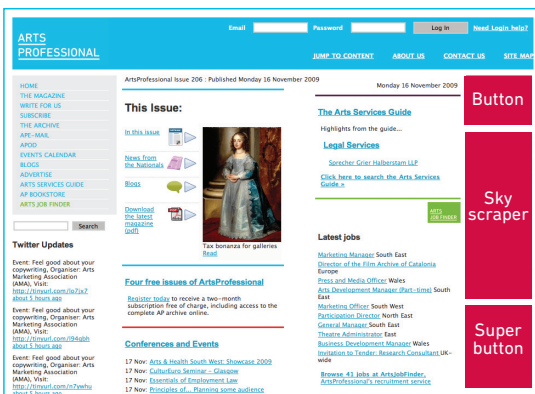 Email
Password
Log In
Need Login help?
ARTS
PROFESSIONAL
JUMP TO CONTENT
ABOUT US
CONTACT US
SITE MAP
HOME
THE MAGAZINE
WRITE FOR US
SUBSCRIBE
THE ARCHIVE
APE-MAIL
APOD
EVENTS CALENDAR
BLOGS
ADVERTISE
ARTS SERVICES GUIDE
AP BOOKSTORE
ARTS JOB FINDER
Search
Twitter Updates
Event: Feel good about your
copywriting, Organiser: Arts
Marketing Association
(AMA), Visit:
http://tinyurl.com/lo7jx7
about 5 hours ago
Event: Feel good about your
copywriting, Organiser: Arts
Marketing Association
(AMA), Visit:
http://tinyurl.com/l94gbh
about 5 hours ago
Event: Feel good about your
copywriting, Organiser: Arts
Marketing Association
(AMA), Visit:
http://tinyurl.com/n7vwhu
about 5 hours ago
ArtsProfessional Issue 206 : Published Monday 16 November 2009
This Issue:
In this issue
News from
the Nationals
Blogs
Download
the latest
magazine
(pdf)
Tax bonanza for galleries
Read
Four free issues of ArtsProfessional
Register today to receive a two-month
subscription free of charge, including access to the
complete AP archive online.
Conferences and Events
17 Nov: Arts & Health South West: Showcase 2009
17 Nov: CulturEuro Seminar - Glasgow
17 Nov: Essentials of Employment Law
17 Nov: Principles of... Planning some audience
Monday 16 November 2009
The Arts Services Guide
Highlights from the guide...
Legal Services
Sprecher Grier Halberstam LLP
Click here to search the Arts Services
Guide »
ARTS
JOB FINDER
Latest jobs
Marketing Manager South East
Director of the Film Archive of Catalonia
Europe
Press and Media Officer Wales
Arts Development Manager (Part-time) South
East
Marketing Officer South West
Participation Director North East
General Manager South East
Theatre Administrator East
Business Development Manager Wales
Invitation to Tender: Research Consultant UK-
wide
Browse 41 jobs at ArtsJobFinder,
ArtsProfessional's recruitment service
Button
Sky
scraper
Super
button